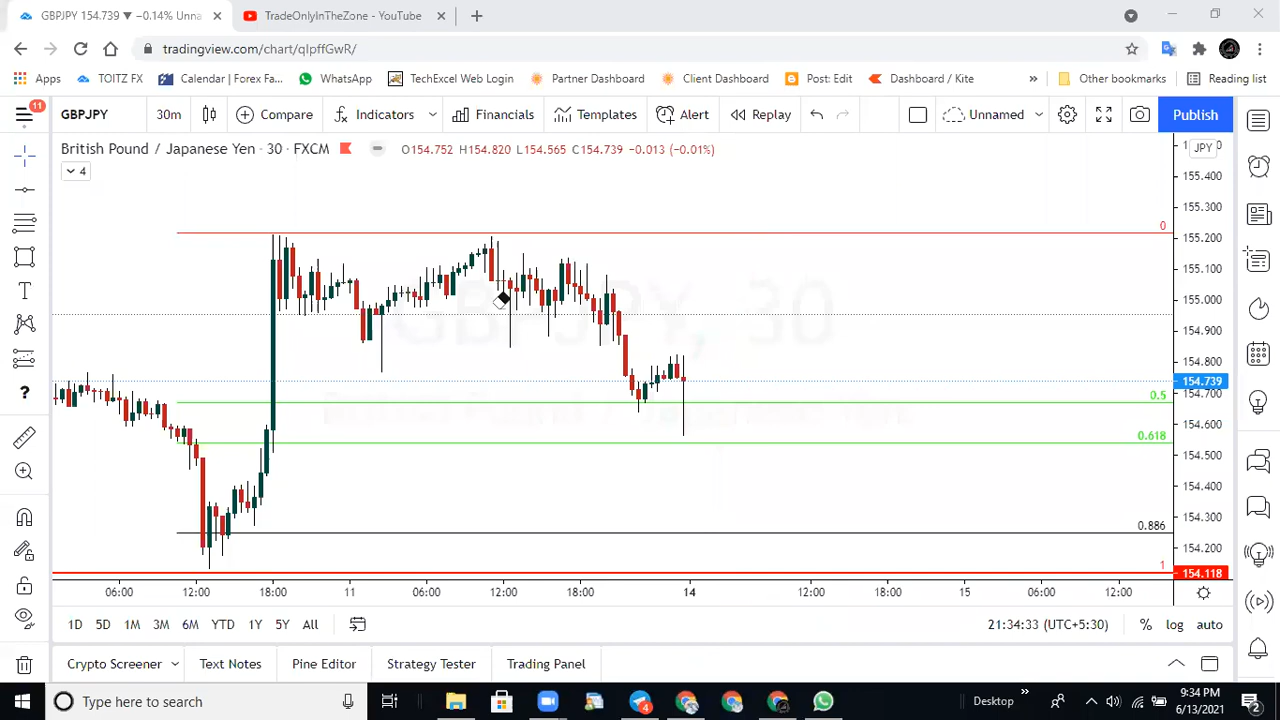 GBPJPY 154.739 ▼ −0.14% Unna
TradeOnlyInTheZone - YouTube
tradingview.com/chart/qlpffGwR/
Apps
TOITZ FX
Calendar | Forex Fa...
WhatsApp
TechExcel Web Login
Partner Dashboard
Client Dashboard
Post: Edit
Dashboard / Kite
»
Other bookmarks
Reading list
11
GBPJPY
30m
Compare
Indicators
Financials
Templates
Alert
Replay
Unnamed
Publish
British Pound / Japanese Yen · 30 · FXCM
O154.752 H154.820 L154.565 C154.739 −0.013 (−0.01%)
JPY
4
155.400
155.300
0
155.200
155.100
GBPJPY, 30
155.000
154.900
154.800
154.739
0.5
154.700
154.600
0.618
154.500
154.400
154.300
0.886
154.200
1
154.118
06:00
12:00
18:00
11
06:00
12:00
18:00
14
12:00
18:00
15
06:00
12:00
1D
5D
1M
3M
6M
YTD
1Y
5Y
All
21:34:33 (UTC+5:30)
%
log
auto
Crypto Screener
Text Notes
Pine Editor
Strategy Tester
Trading Panel
Type here to search
4
Desktop
»
9:34 PM
6/13/2021
2